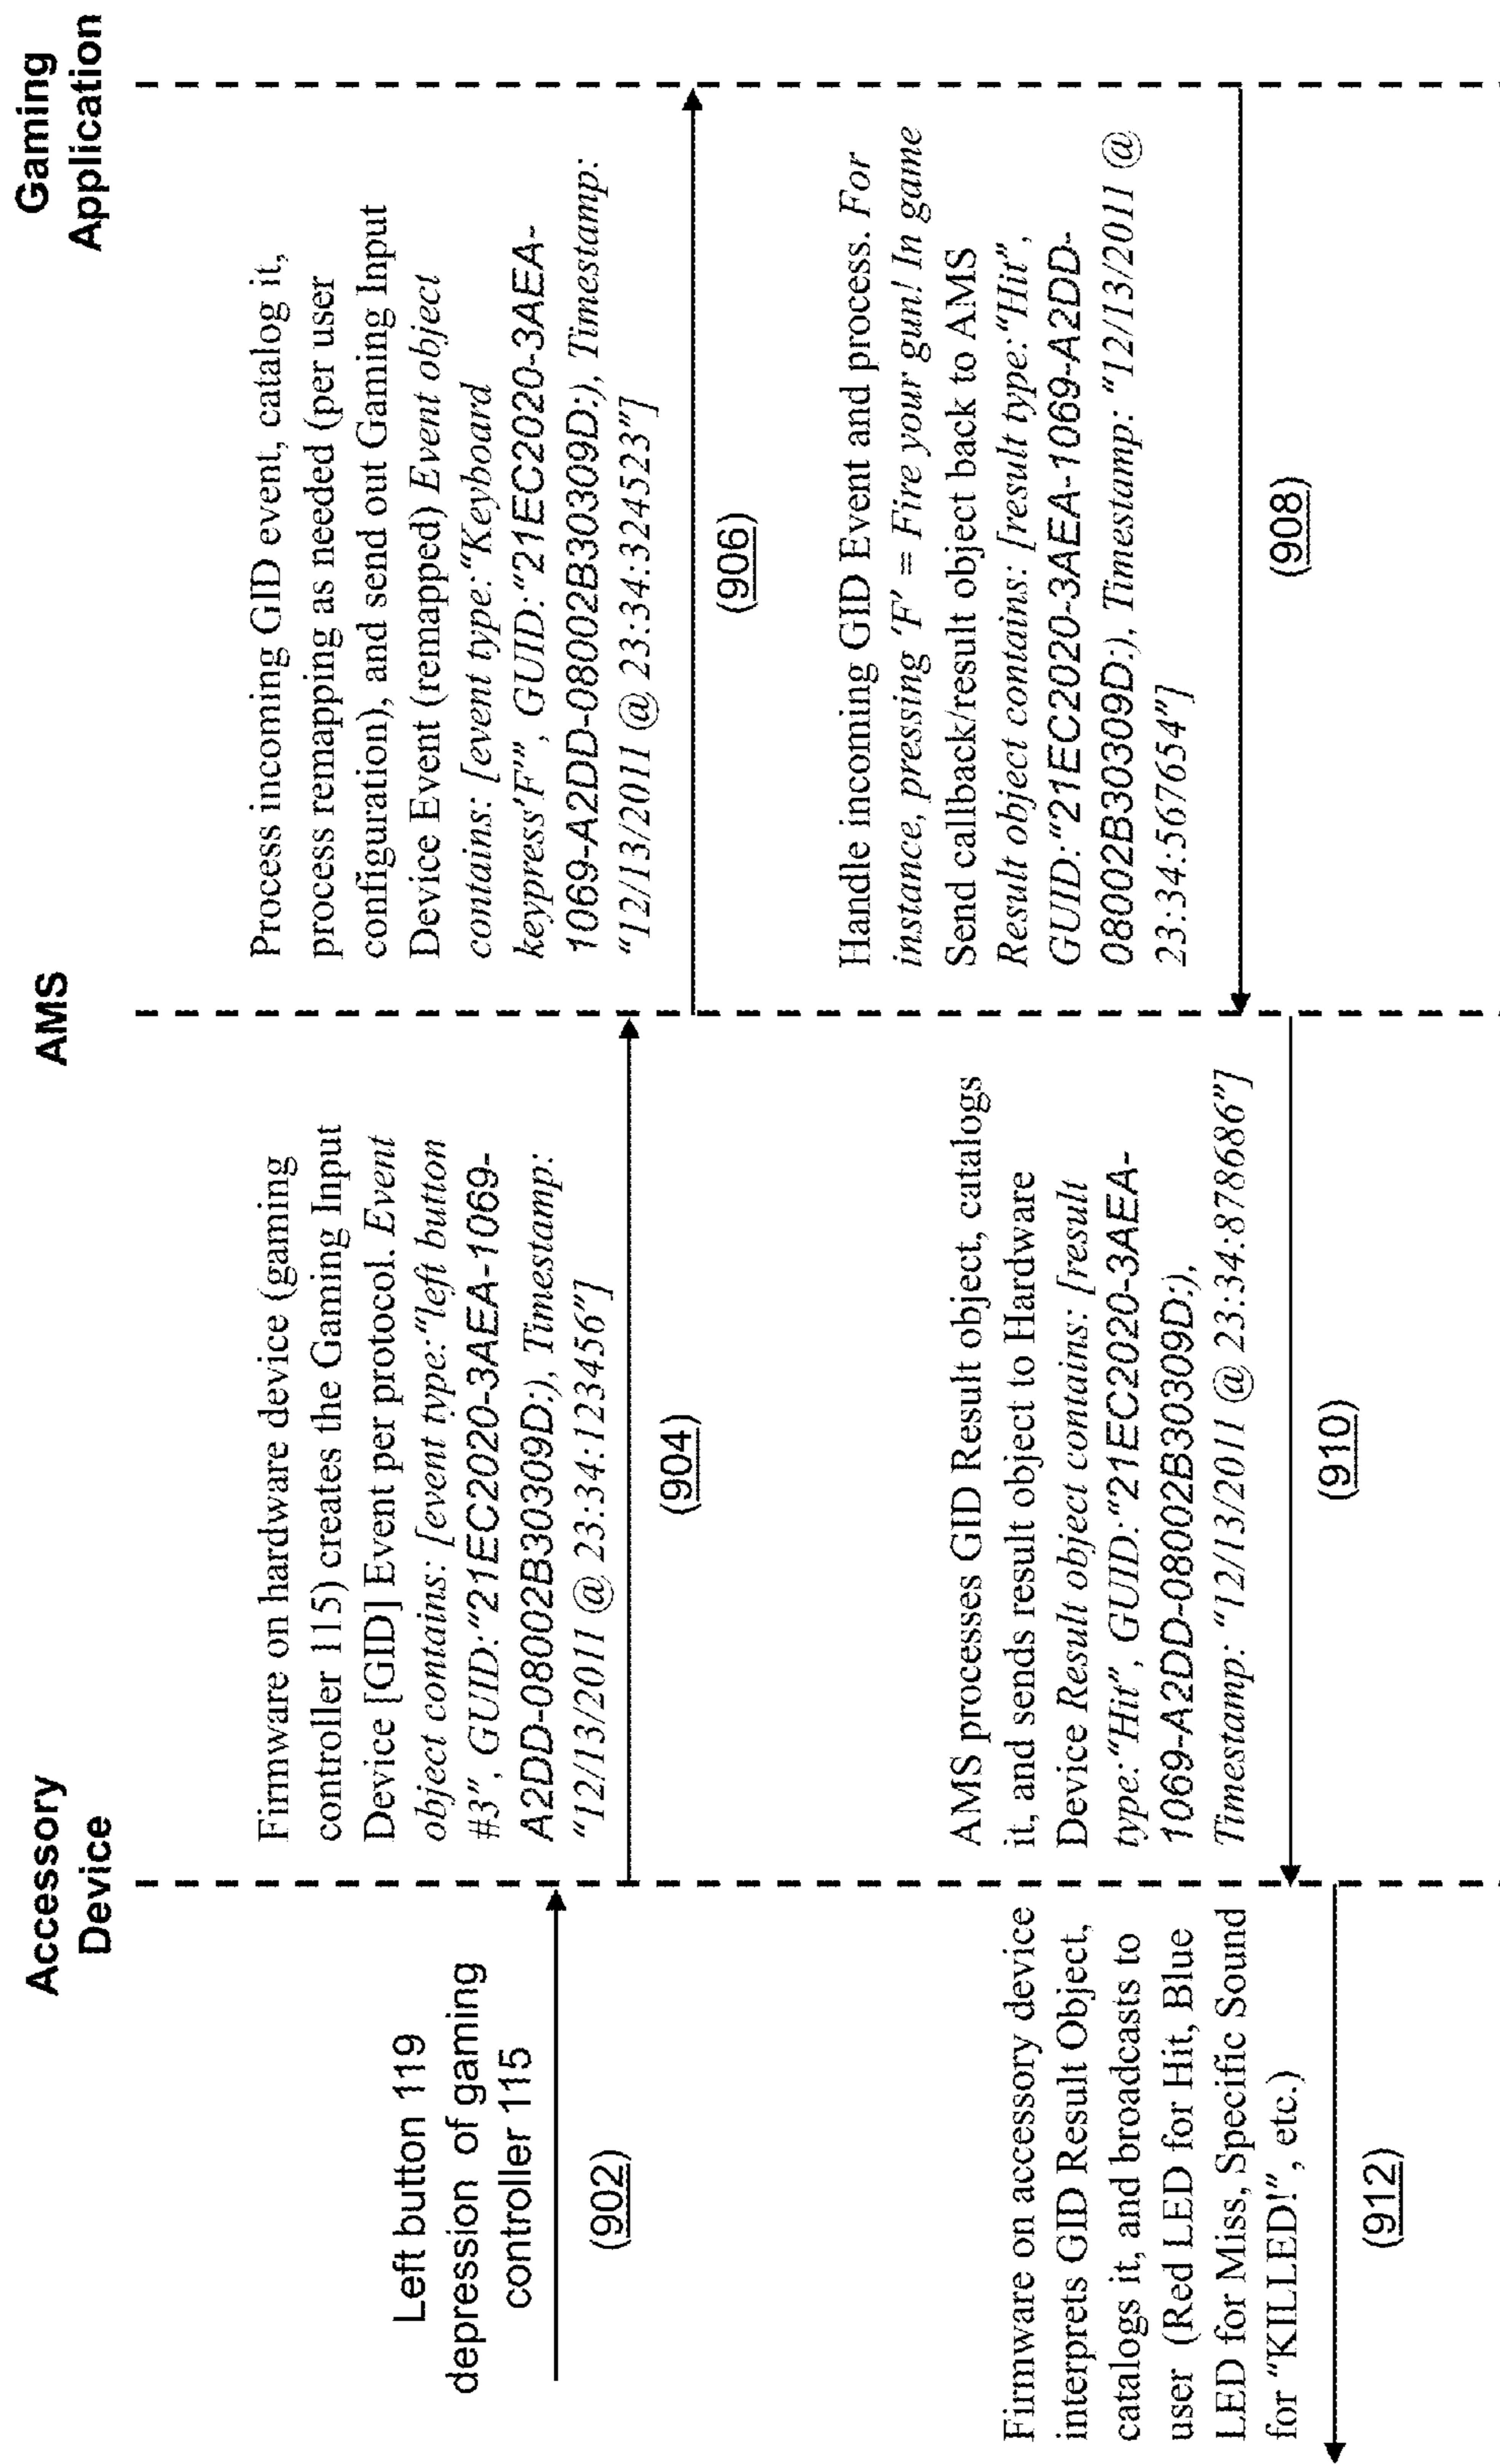 Accessory
Device
AMS
Gaming
Application
Left button 119
depression of gaming
controller 115
(902)
Firmware on hardware device (gaming
controller 115) creates the Gaming Input
Device [GID] Event per protocol. Event
object contains: [event type:"left button
#3", GUID:"21EC2020-3AEA-1069-
A2DD-08002B30309D:), Timestamp:
"12/13/2011 @ 23:34:123456"]
(904)
Process incoming GID event, catalog it,
process remapping as needed (per user
configuration), and send out Gaming Input
Device Event (remapped) Event object
contains: [event type:"Keyboard
keypress'F'", GUID:"21EC2020-3AEA-
1069-A2DD-08002B30309D:), Timestamp:
"12/13/2011 @ 23:34:324523"]
(906)
Handle incoming GID Event and process. For
instance, pressing 'F' = Fire your gun! In game
Send callback/result object back to AMS
Result object contains: [result type:"Hit",
GUID:"21EC2020-3AEA-1069-A2DD-
08002B30309D:), Timestamp: "12/13/2011 @
23:34:567654"]
(908)
AMS processes GID Result object, catalogs
it, and sends result object to Hardware
Device Result object contains: [result
type:"Hit", GUID:"21EC2020-3AEA-
1069-A2DD-08002B30309D:),
Timestamp: "12/13/2011 @ 23:34:878686"]
(910)
Firmware on accessory device
interprets GID Result Object,
catalogs it, and broadcasts to
user (Red LED for Hit, Blue
LED for Miss, Specific Sound
for "KILLED!", etc.)
(912)